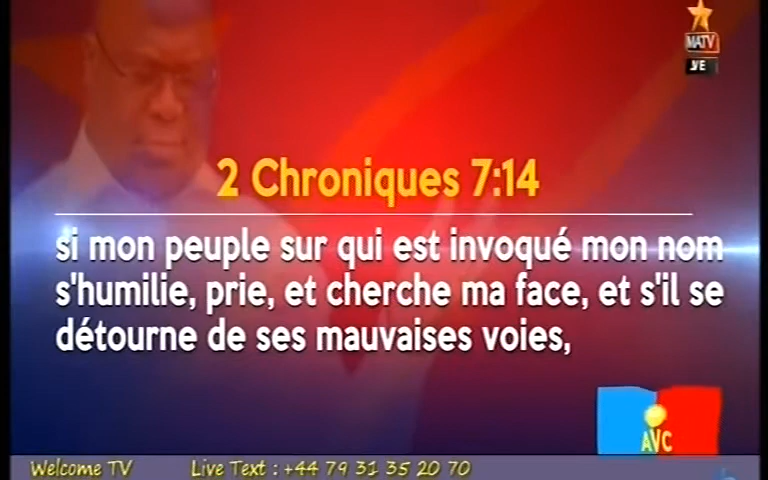 MATV
2 Chroniques 7:14
si mon peuple sur qui est invoqué mon nom
s'humilie, prie, et cherche ma face, et s'il se
détourne de ses mauvaises voies,
AVC
Welcome TV Live Text : +44 79 31 35 20 70